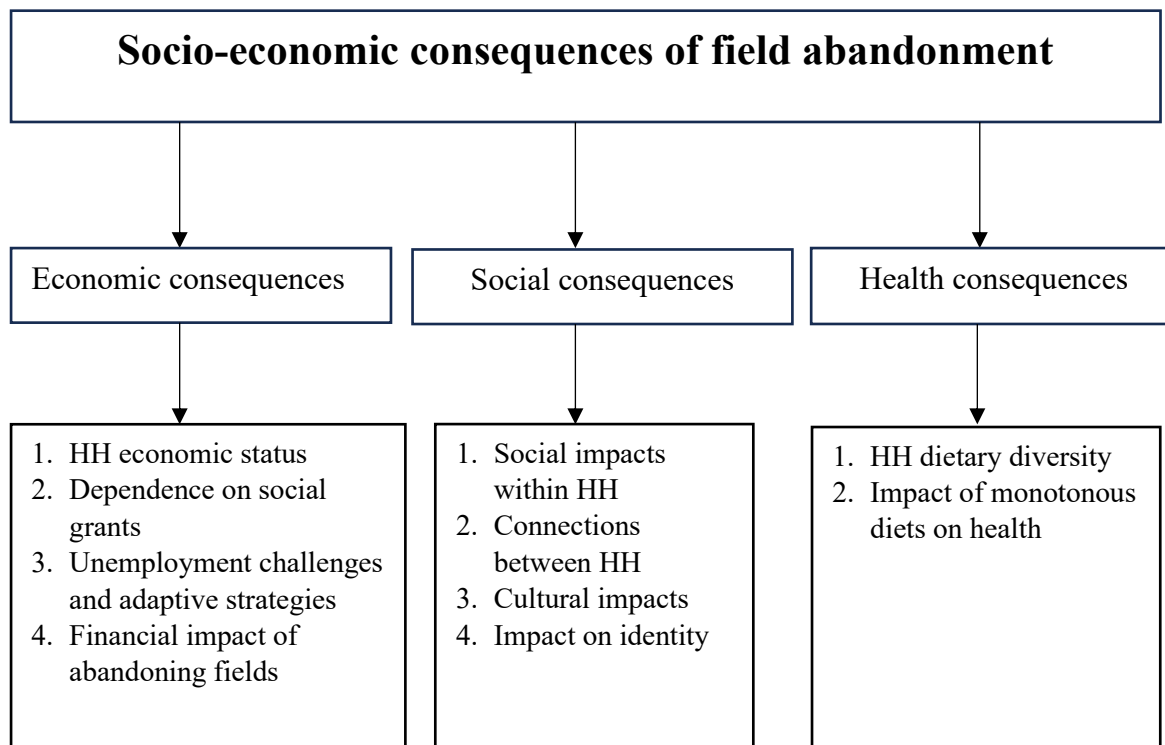 Socio-economic consequences of field abandonment
Economic consequences
Social consequences
Health consequences
1. HH economic status
2. Dependence on social
grants
3. Unemployment challenges
and adaptive strategies
4. Financial impact of
abandoning fields
1. Social impacts
within HH
2. Connections
between HH
3. Cultural impacts
4. Impact on identity
1. HH dietary diversity
2. Impact of monotonous
diets on health